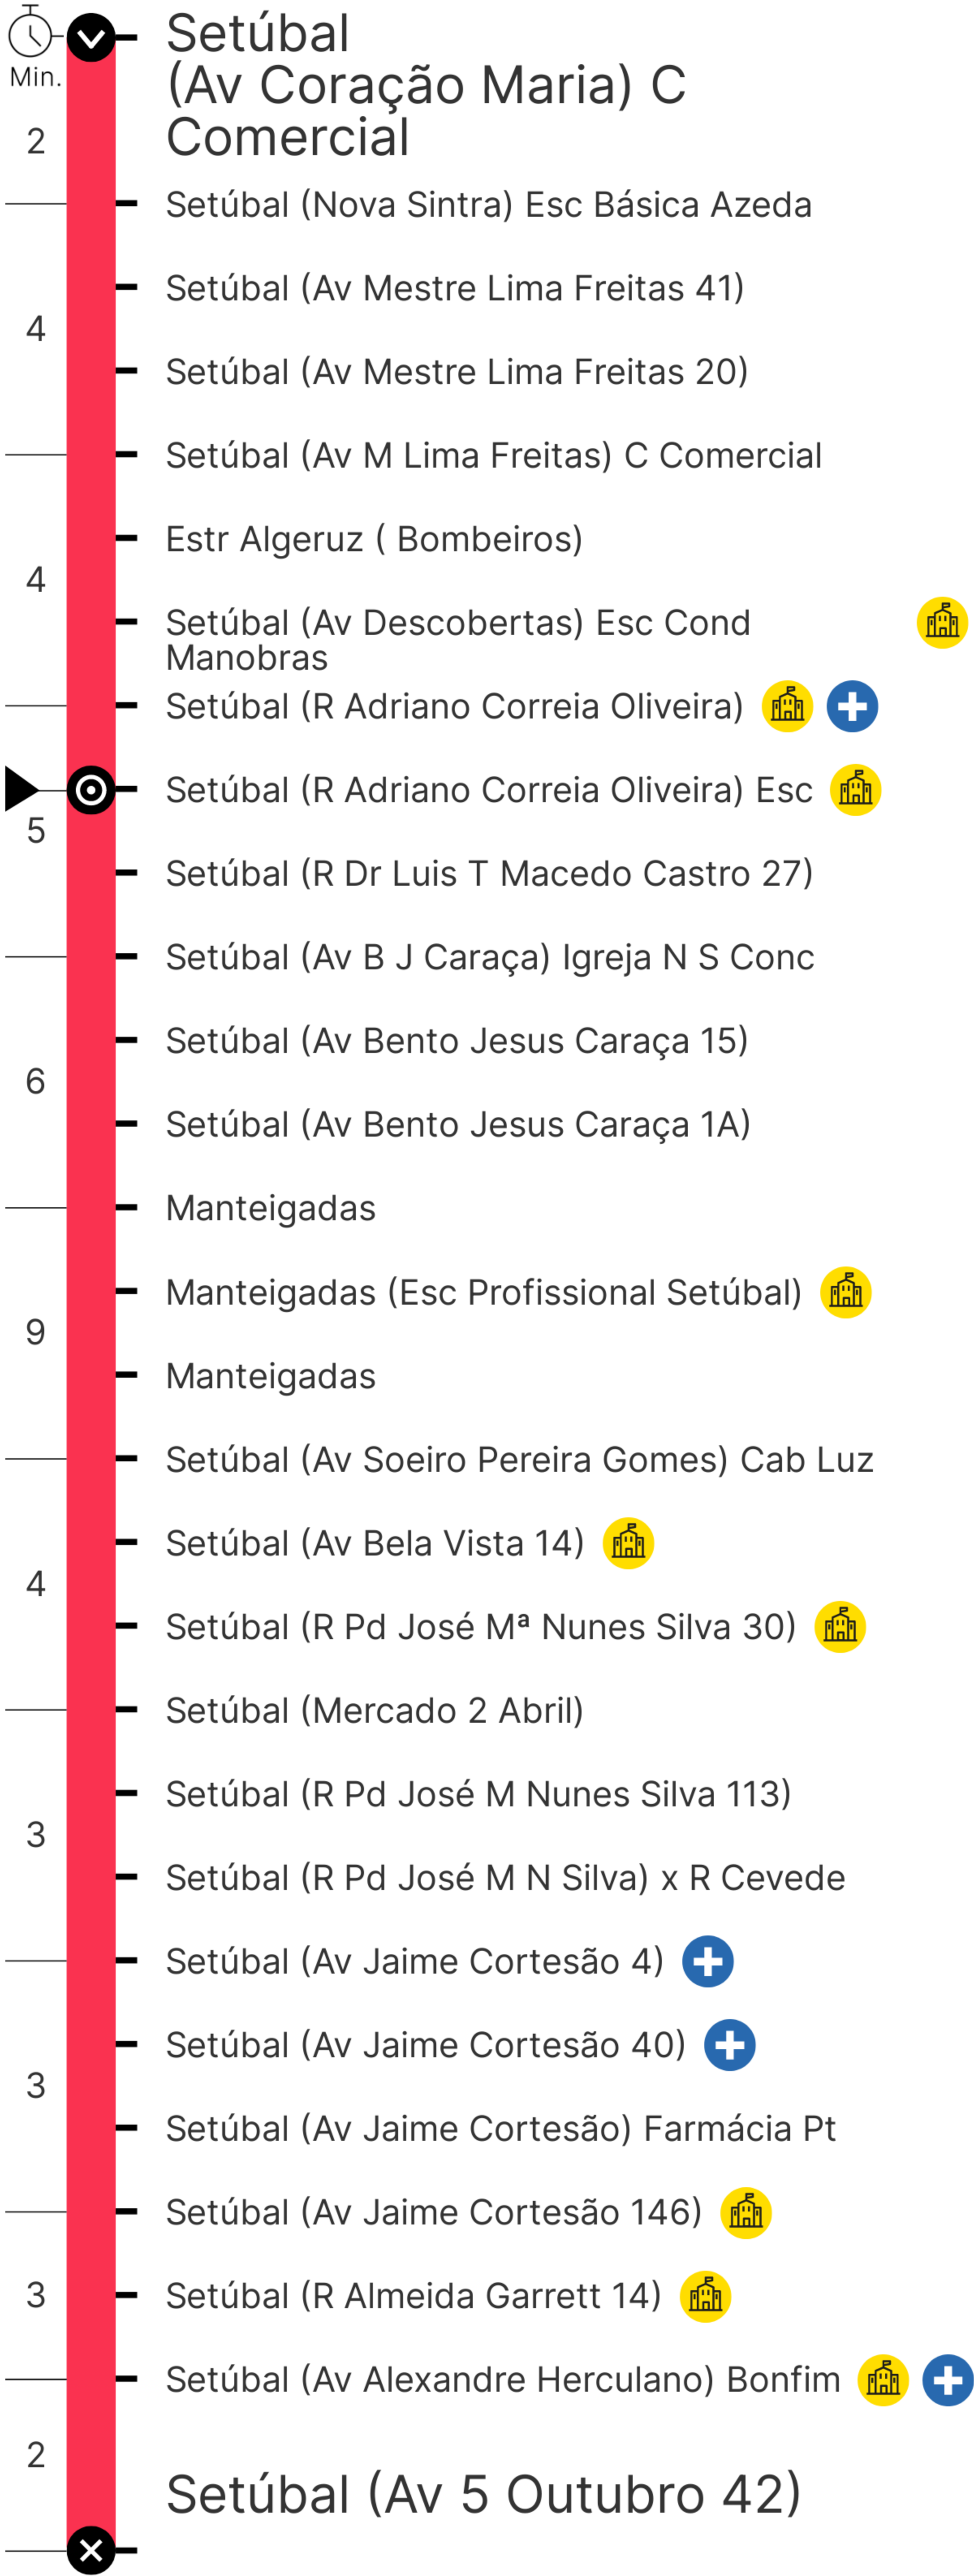 Setúbal
(Av Coração Maria) C
Comercial
Min.
2
Setúbal (Nova Sintra) Esc Básica Azeda
Setúbal (Av Mestre Lima Freitas 41)
4
Setúbal (Av Mestre Lima Freitas 20)
Setúbal (Av M Lima Freitas) C Comercial
Estr Algeruz ( Bombeiros)
4
Setúbal (Av Descobertas) Esc Cond
Manobras
Setúbal (R Adriano Correia Oliveira)
Setúbal (R Adriano Correia Oliveira) Esc
5
Setúbal (R Dr Luis T Macedo Castro 27)
Setúbal (Av B J Caraça) Igreja N S Conc
Setúbal (Av Bento Jesus Caraça 15)
6
Setúbal (Av Bento Jesus Caraça 1A)
Manteigadas
Manteigadas (Esc Profissional Setúbal)
9
Manteigadas
Setúbal (Av Soeiro Pereira Gomes) Cab Luz
Setúbal (Av Bela Vista 14)
4
Setúbal (R Pd José Mª Nunes Silva 30)
Setúbal (Mercado 2 Abril)
Setúbal (R Pd José M Nunes Silva 113)
3
Setúbal (R Pd José M N Silva) x R Cevede
Setúbal (Av Jaime Cortesão 4)
Setúbal (Av Jaime Cortesão 40)
3
Setúbal (Av Jaime Cortesão) Farmácia Pt
Setúbal (Av Jaime Cortesão 146)
3
Setúbal (R Almeida Garrett 14)
Setúbal (Av Alexandre Herculano) Bonfim
2
Setúbal (Av 5 Outubro 42)